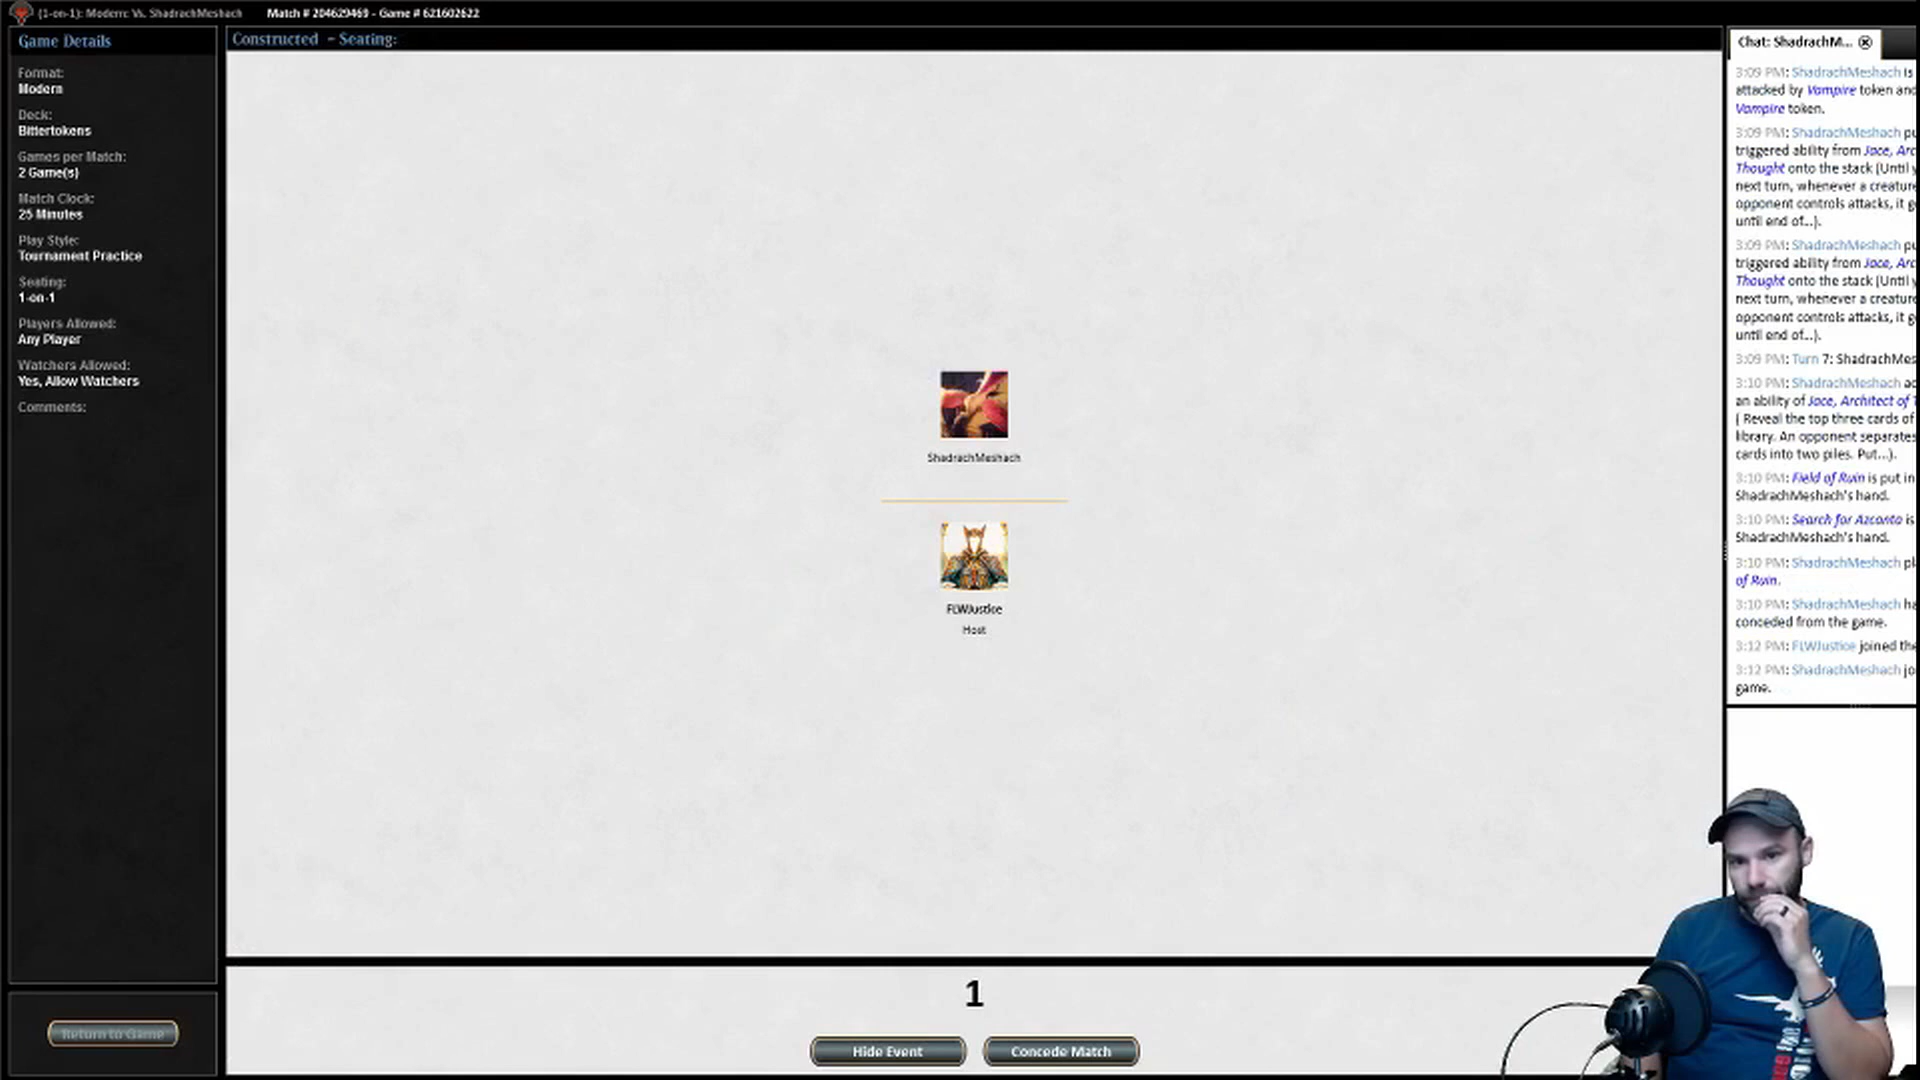 (1-on-1): Modern: Vs. ShadrachMeshach
Match # 204629469 - Game # 621602622
Game Details
Format:
Modern
Deck:
Bittertokens
Games per Match:
2 Game(s)
Match Clock:
25 Minutes
Play Style:
Tournament Practice
Seating:
1-on-1
Players Allowed:
Any Player
Watchers Allowed:
Yes, Allow Watchers
Comments:
Return to Game
Constructed - Seating:
ShadrachMeshach
FLWJustice
Host
1
Hide Event
Concede Match
Chat: ShadrachM...
3:09 PM: ShadrachMeshach is
attacked by Vampire token and
Vampire token.
3:09 PM: ShadrachMeshach pu
triggered ability from Jace, Arc
Thought onto the stack (Until y
next turn, whenever a creature
opponent controls attacks, it g
until end of...).
3:09 PM: ShadrachMeshach pu
triggered ability from Jace, Arc
Thought onto the stack (Until y
next turn, whenever a creature
opponent controls attacks, it g
until end of...).
3:09 PM: Turn 7: ShadrachMes
3:10 PM: ShadrachMeshach ac
an ability of Jace, Architect of T
( Reveal the top three cards of
library. An opponent separates
cards into two piles. Put...).
3:10 PM: Field of Ruin is put in
ShadrachMeshach's hand.
3:10 PM: Search for Azcanta is
ShadrachMeshach's hand.
3:10 PM: ShadrachMeshach pl
of Ruin.
3:10 PM: ShadrachMeshach ha
conceded from the game.
3:12 PM: FLWJustice joined the
3:12 PM: ShadrachMeshach jo
game.